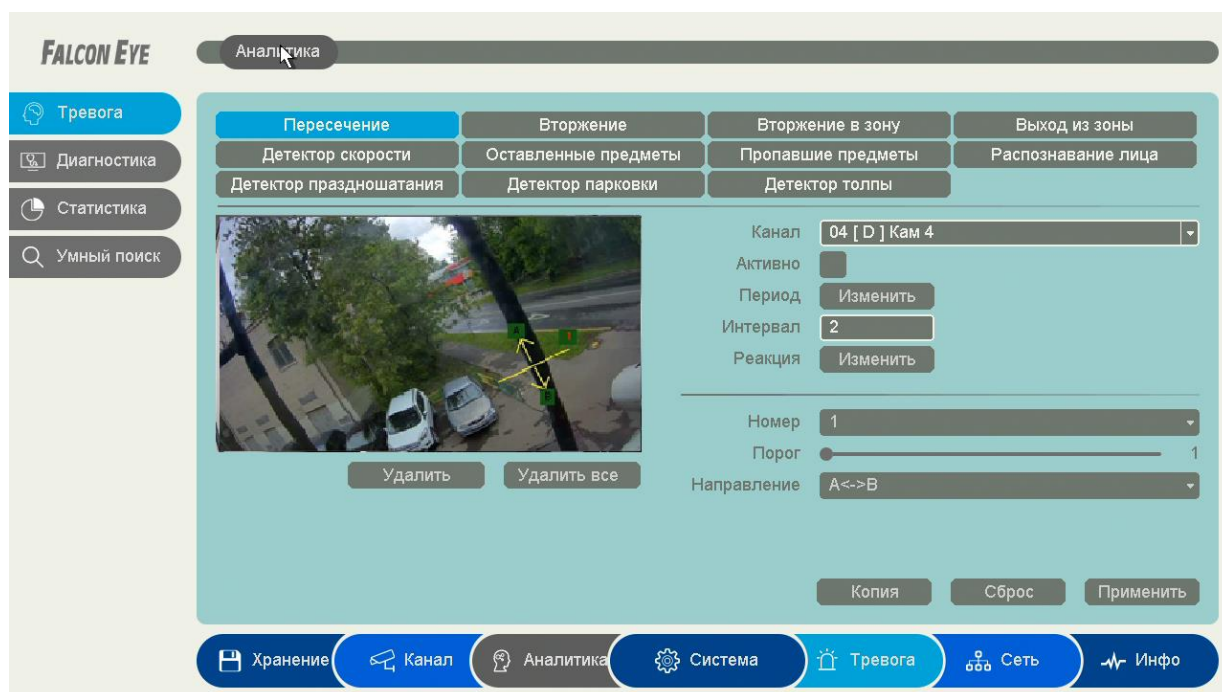 FALCON EYE
Аналитика
Тревога
Диагностика
Статистика
Умный поиск
Пересечение
Вторжение
Вторжение в зону
Выход из зоны
Детектор скорости
Оставленные предметы
Пропавшие предметы
Распознавание лица
Детектор праздношатания
Детектор парковки
Детектор толпы
A
1
B
Удалить
Удалить все
Канал 04 [ D ] Кам 4
Активно
Период Изменить
Интервал 2
Реакция Изменить
Номер 1
Порог 1
Направление A<->B
Копия
Сброс
Применить
Хранение
Канал
Аналитика
Система
Тревога
Сеть
Инфо